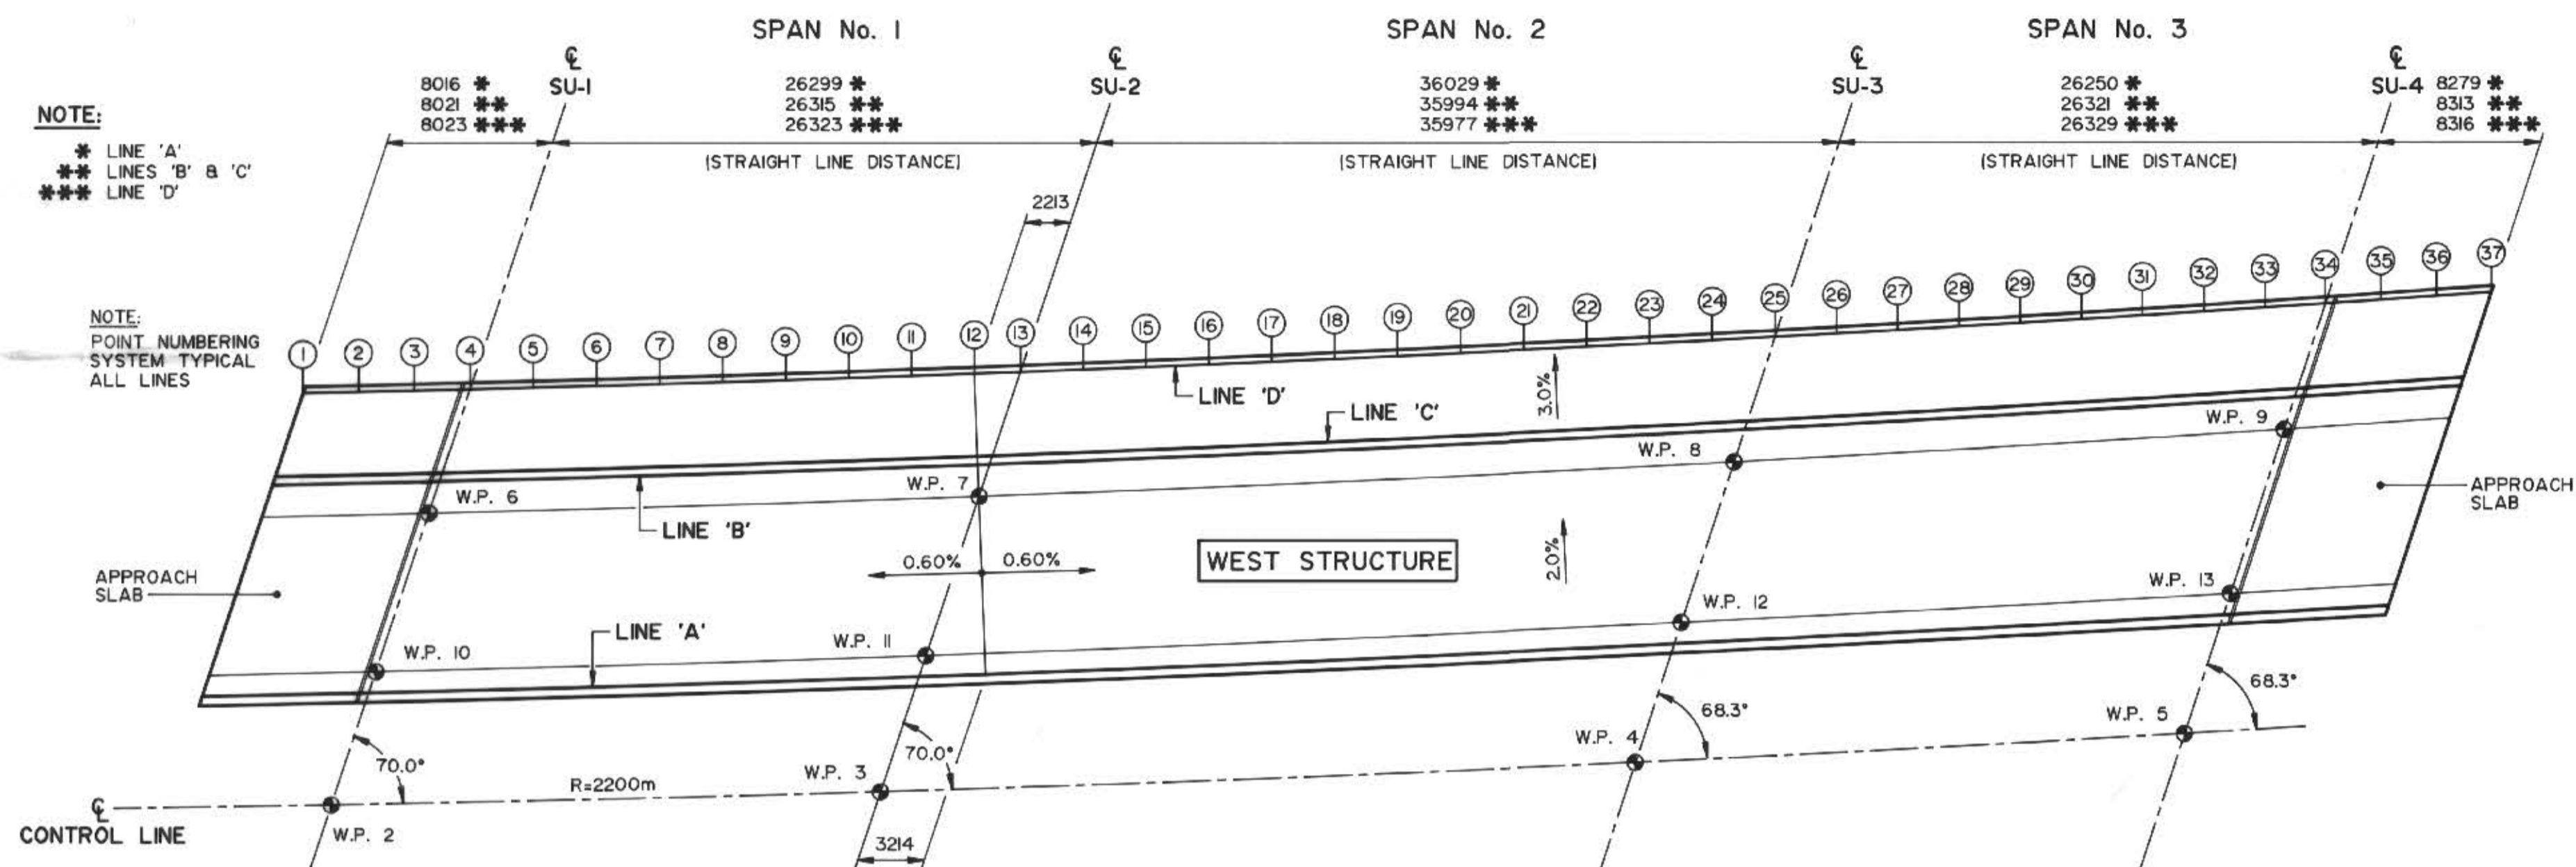 SPAN No. 1
SPAN No. 2
SPAN No. 3
℄
SU-1
℄
SU-2
℄
SU-3
℄
SU-4
8016 *
8021 **
8023 ***
26299 *
26315 **
26323 ***
(STRAIGHT LINE DISTANCE)
36029 *
35994 **
35977 ***
(STRAIGHT LINE DISTANCE)
26250 *
26321 **
26329 ***
(STRAIGHT LINE DISTANCE)
8279 *
8313 **
8316 ***
NOTE:
* LINE 'A'
** LINES 'B' & 'C'
*** LINE 'D'
2213
NOTE:
POINT NUMBERING
SYSTEM TYPICAL
ALL LINES
1 2 3 4 5 6 7 8 9 10 11 12 13 14 15 16 17 18 19 20 21 22 23 24 25 26 27 28 29 30 31 32 33 34 35 36 37
LINE 'D'
LINE 'C'
3.0%
W.P. 6
W.P. 7
W.P. 8
W.P. 9
LINE 'B'
APPROACH
SLAB
APPROACH
SLAB
0.60%
0.60%
WEST STRUCTURE
2.0%
LINE 'A'
W.P. 10
W.P. 11
W.P. 12
W.P. 13
70.0°
70.0°
68.3°
68.3°
R=2200m
W.P. 2
W.P. 3
W.P. 4
W.P. 5
℄
CONTROL LINE
3214